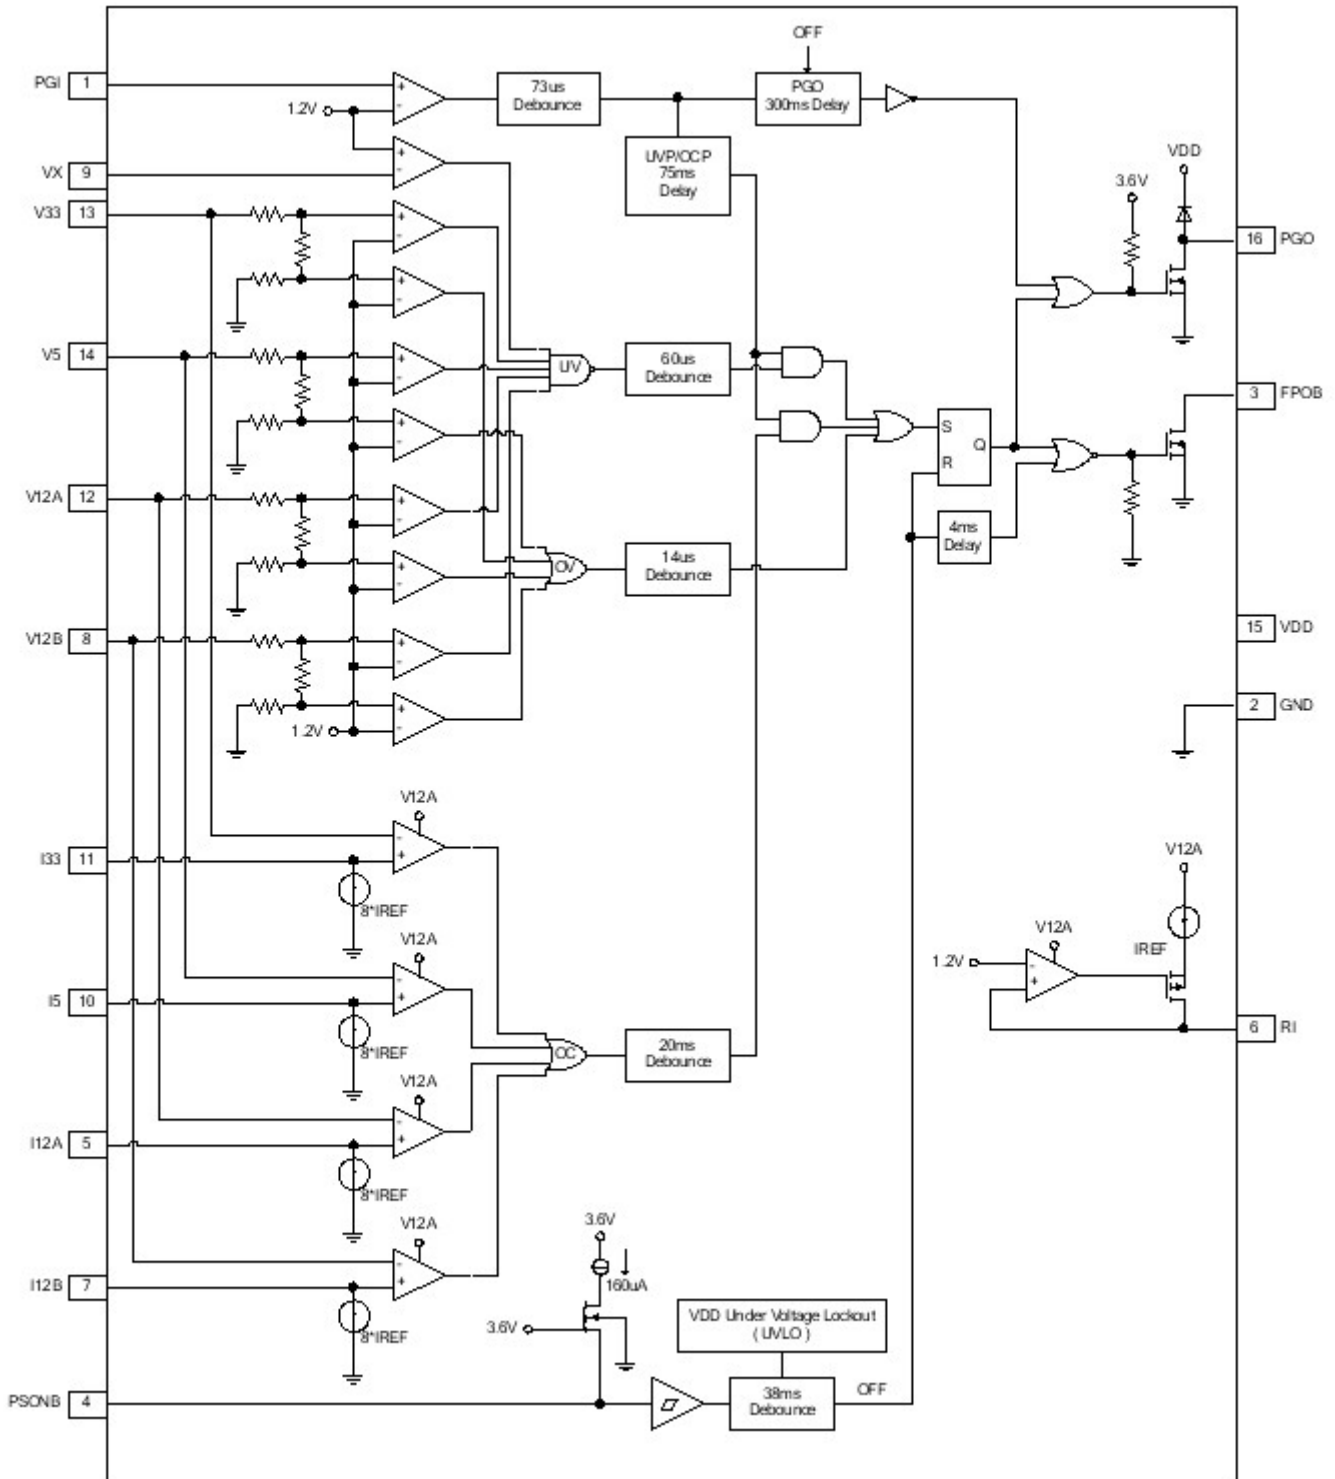 OFF
PGI 1
73us
Debounce
PGO
300ms Delay
1.2V
+
-
UVP/OCP
75ms
Delay
VDD
VX 9
+
-
3.6V
V33 13
+
-
16 PGO
+
-
V5 14
+
-
UV
60us
Debounce
3 FPOB
+
-
S
Q
R
V12A 12
+
-
4ms
Delay
+
-
OV
14us
Debounce
V12B 8
+
-
15 VDD
+
-
1.2V
2 GND
V12A
-
+
I33 11
8*IREF
V12A
V12A
-
+
V12A
1.2V
-
+
IREF
I5 10
8*IREF
OC
20ms
Debounce
6 RI
V12A
-
+
I12A 5
8*IREF
V12A
-
+
3.6V
160uA
I12B 7
8*IREF
3.6V
VDD Under Voltage Lockout
( UVLO )
PSONB 4
38ms
Debounce
OFF